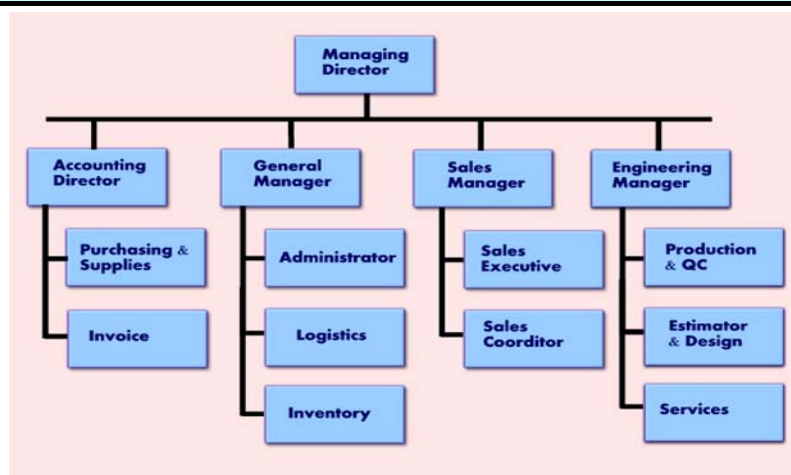 Managing
Director
Accounting
Director
General
Manager
Sales
Manager
Engineering
Manager
Purchasing &
Supplies
Invoice
Administrator
Logistics
Inventory
Sales
Executive
Sales
Coorditor
Production
& QC
Estimator
& Design
Services